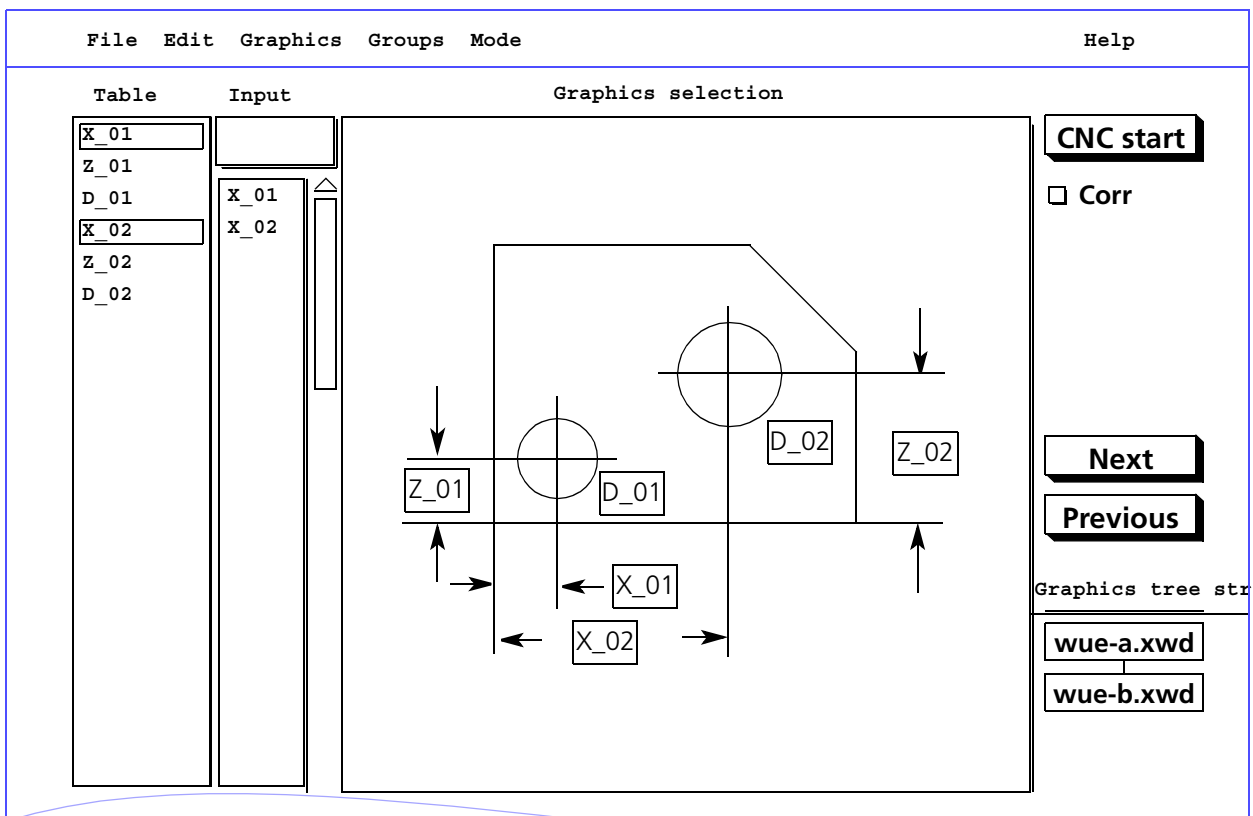 File Edit Graphics Groups Mode Help
Table
Input
Graphics selection
X_01
Z_01
D_01
X_02
Z_02
D_02
X_01
X_02
D_02
Z_02
Z_01
D_01
X_01
X_02
CNC start
Corr
Next
Previous
Graphics tree str
wue-a.xwd
wue-b.xwd